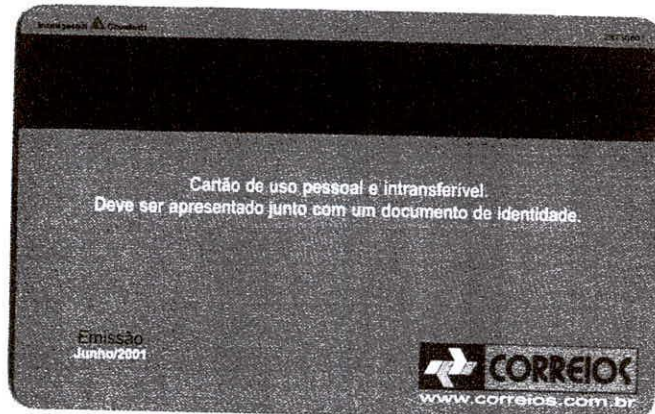 Cartão de uso pessoal e intransferível.
Deve ser apresentado junto com um documento de identidade.
Emissão
Junho/2001
CORREIOS
www.correios.com.br